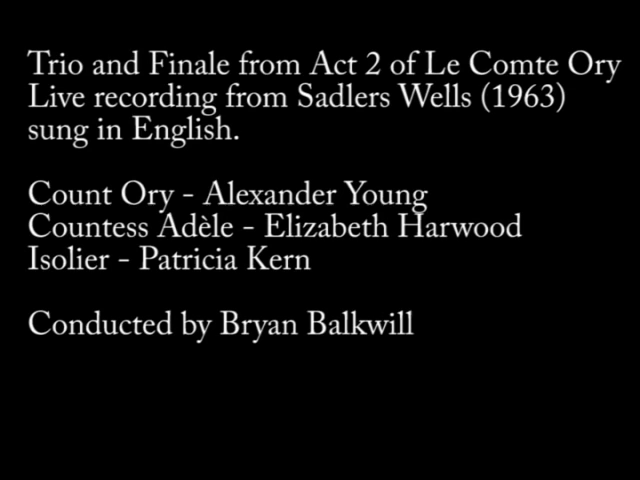 Trio and Finale from Act 2 of Le Comte Ory
Live recording from Sadlers Wells (1963)
sung in English.
Count Ory - Alexander Young
Countess Adèle - Elizabeth Harwood
Isolier - Patricia Kern
Conducted by Bryan Balkwill